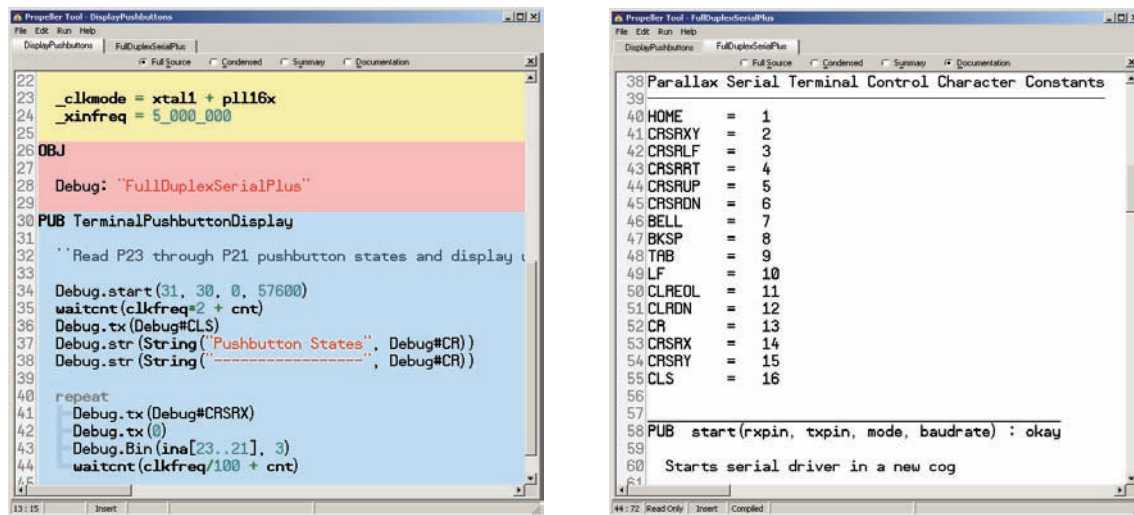 Propeller Tool - DisplayPushbuttons
File Edit Run Help
DisplayPushbuttons FullDuplexSerialPlus
Full Source Condensed Summary Documentation
22
23 _clkmode = xtal1 + pll16x
24 _xinfreq = 5_000_000
25
26 OBJ
27
28 Debug: "FullDuplexSerialPlus"
29
30 PUB TerminalPushbuttonDisplay
31
32 ''Read P23 through P21 pushbutton states and display
33
34 Debug.start(31, 30, 0, 57600)
35 waitcnt(clkfreq*2 + cnt)
36 Debug.tx(Debug#CLS)
37 Debug.str(String("Pushbutton States", Debug#CR))
38 Debug.str(String("-----------------", Debug#CR))
39
40 repeat
41 Debug.tx(Debug#CRSRX)
42 Debug.tx(0)
43 Debug.Bin(ina[23..21], 3)
44 waitcnt(clkfreq/100 + cnt)
45
13:15 Insert
Propeller Tool - FullDuplexSerialPlus
File Edit Run Help
DisplayPushbuttons FullDuplexSerialPlus
Full Source Condensed Summary Documentation
38 Parallax Serial Terminal Control Character Constants
39
40 HOME = 1
41 CRSRXY = 2
42 CRSRLF = 3
43 CRSRRT = 4
44 CRSRUP = 5
45 CRSRDN = 6
46 BELL = 7
47 BKSP = 8
48 TAB = 9
49 LF = 10
50 CLREOL = 11
51 CLRDN = 12
52 CR = 13
53 CRSRX = 14
54 CRSRY = 15
55 CLS = 16
56
57
58 PUB start(rxpin, txpin, mode, baudrate) : okay
59
60 Starts serial driver in a new cog
61
44:72 Read Only Insert Compiled